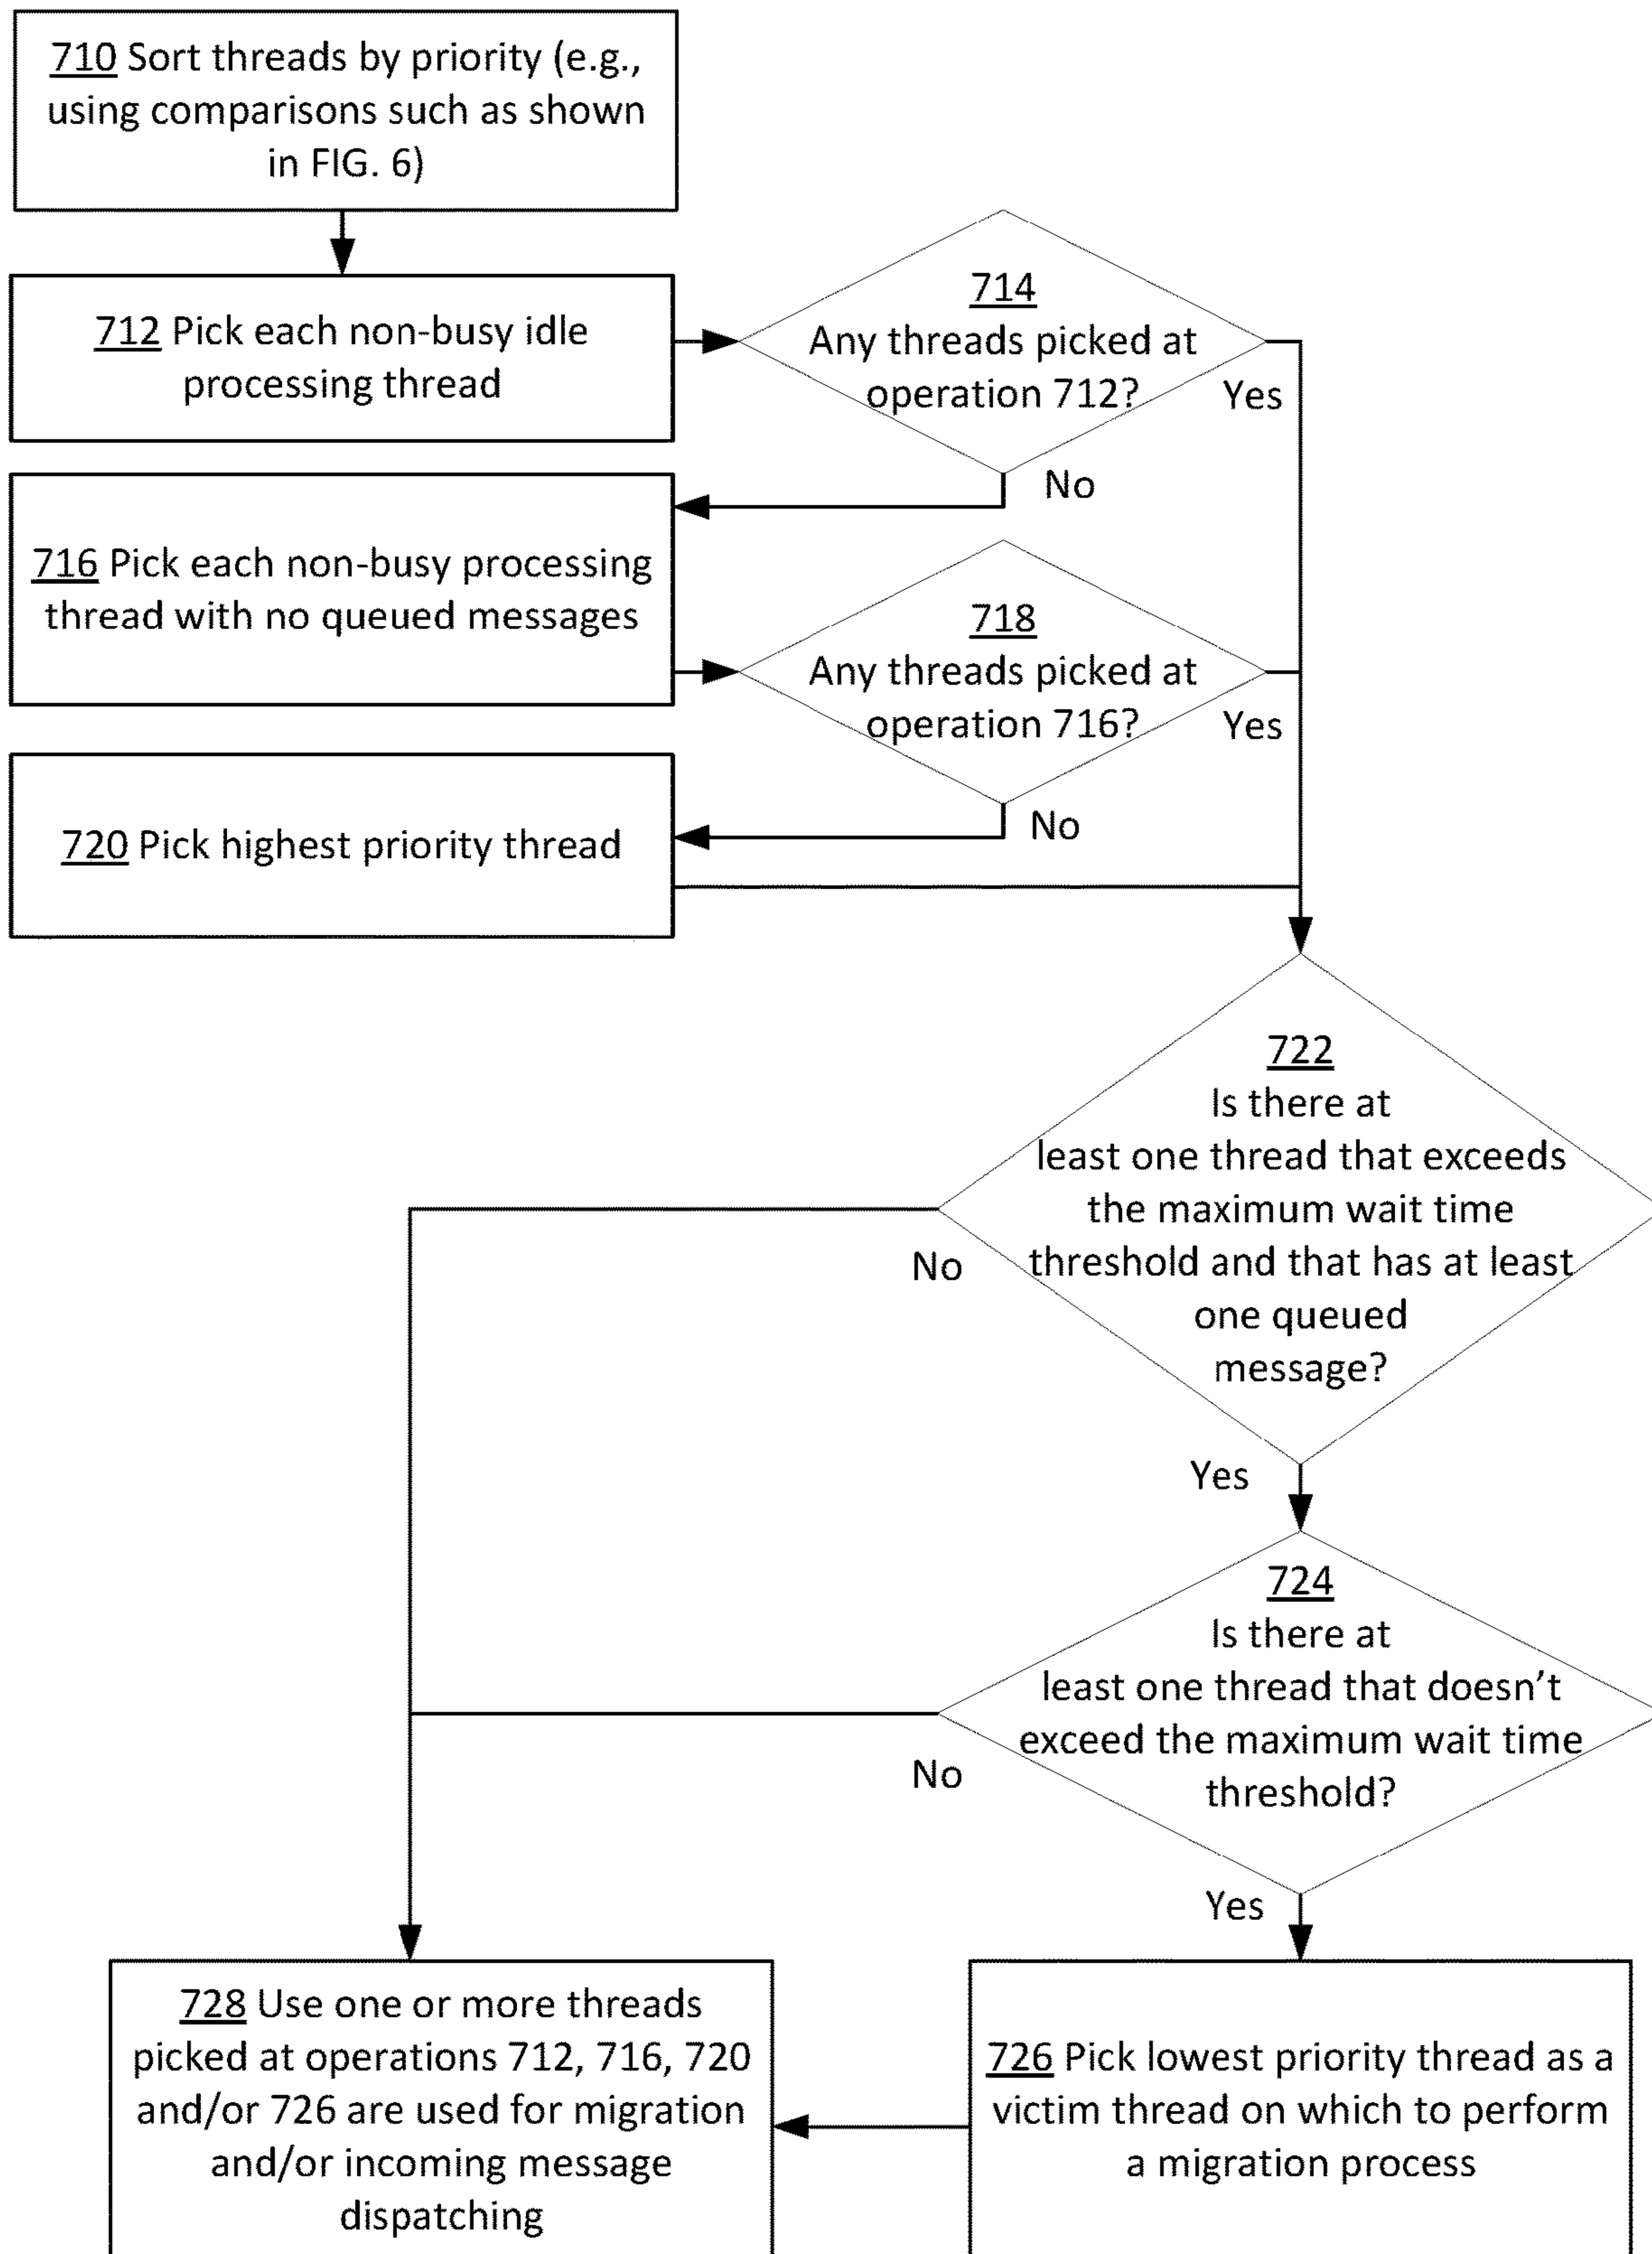 710 Sort threads by priority (e.g.,
using comparisons such as shown
in FIG. 6)
712 Pick each non-busy idle
processing thread
714
Any threads picked at
operation 712?
Yes
No
716 Pick each non-busy processing
thread with no queued messages
718
Any threads picked at
operation 716?
Yes
No
720 Pick highest priority thread
722
Is there at
least one thread that exceeds
the maximum wait time
threshold and that has at least
one queued
message?
No
Yes
724
Is there at
least one thread that doesn't
exceed the maximum wait time
threshold?
No
Yes
728 Use one or more threads
picked at operations 712, 716, 720
and/or 726 are used for migration
and/or incoming message
dispatching
726 Pick lowest priority thread as a
victim thread on which to perform
a migration process